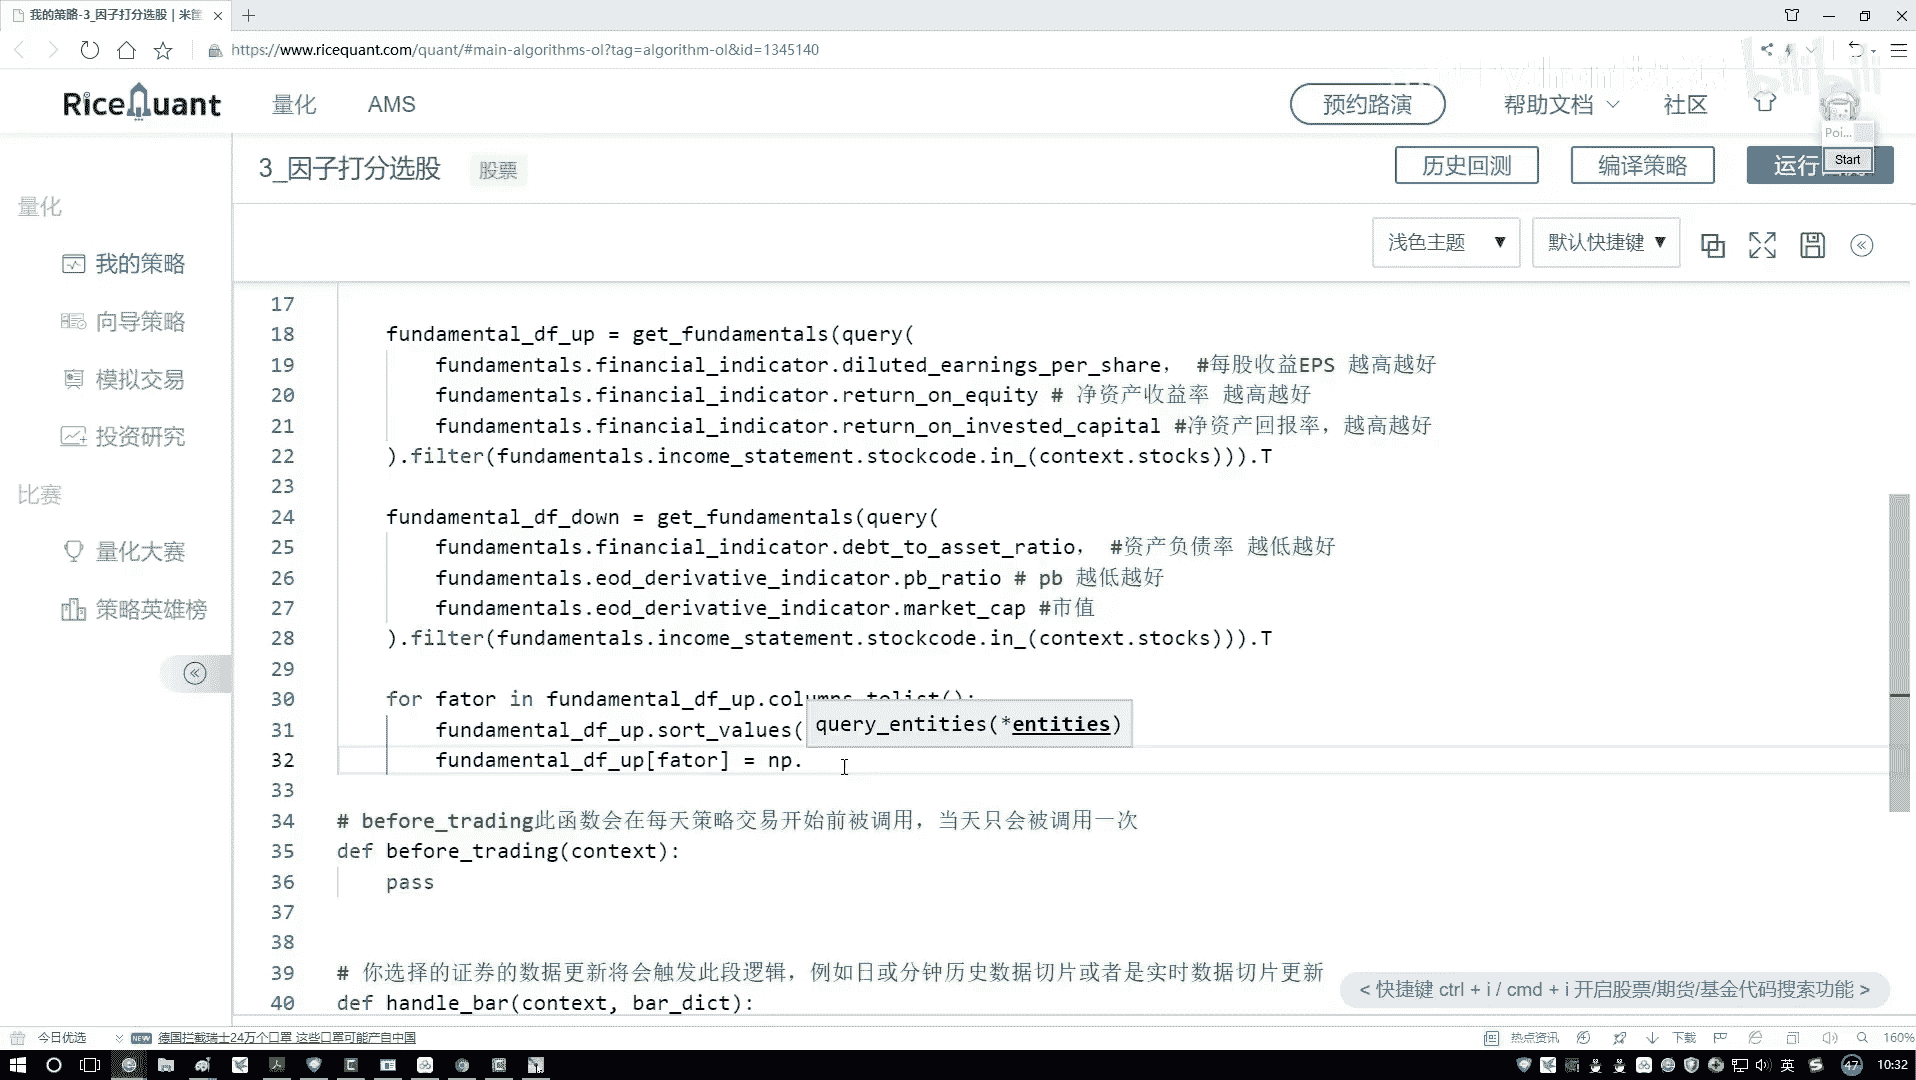 我的策略-3_因子打分选股 | 米筐
https://www.ricequant.com/quant/#main-algorithms-ol?tag=algorithm-ol&id=1345140
RiceQuant
量化
AMS
预约路演
帮助文档
社区
Poi...
Start
3_因子打分选股
股票
历史回测
编译策略
运行
浅色主题 ▼
默认快捷键 ▼
量化
我的策略
向导策略
模拟交易
投资研究
比赛
量化大赛
策略英雄榜
17
18 fundamental_df_up = get_fundamentals(query(
19 fundamentals.financial_indicator.diluted_earnings_per_share， #每股收益EPS 越高越好
20 fundamentals.financial_indicator.return_on_equity # 净资产收益率 越高越好
21 fundamentals.financial_indicator.return_on_invested_capital #净资产回报率，越高越好
22 ).filter(fundamentals.income_statement.stockcode.in_(context.stocks))).T
23
24 fundamental_df_down = get_fundamentals(query(
25 fundamentals.financial_indicator.debt_to_asset_ratio， #资产负债率 越低越好
26 fundamentals.eod_derivative_indicator.pb_ratio # pb 越低越好
27 fundamentals.eod_derivative_indicator.market_cap #市值
28 ).filter(fundamentals.income_statement.stockcode.in_(context.stocks))).T
29
30 for fator in fundamental_df_up.columns.tolist():
31 fundamental_df_up.sort_values(
query_entities(*entities)
32 fundamental_df_up[fator] = np.
33
34 # before_trading此函数会在每天策略交易开始前被调用，当天只会被调用一次
35 def before_trading(context):
36 pass
37
38
39 # 你选择的证券的数据更新将会触发此段逻辑，例如日或分钟历史数据切片或者是实时数据切片更新
40 def handle_bar(context, bar_dict):
< 快捷键 ctrl + i / cmd + i 开启股票/期货/基金代码搜索功能 >
今日优选
NEW
德国拦截瑞士24万个口罩 这些口罩可能产自中国
热点资讯
下载
160%
英
47
10:32